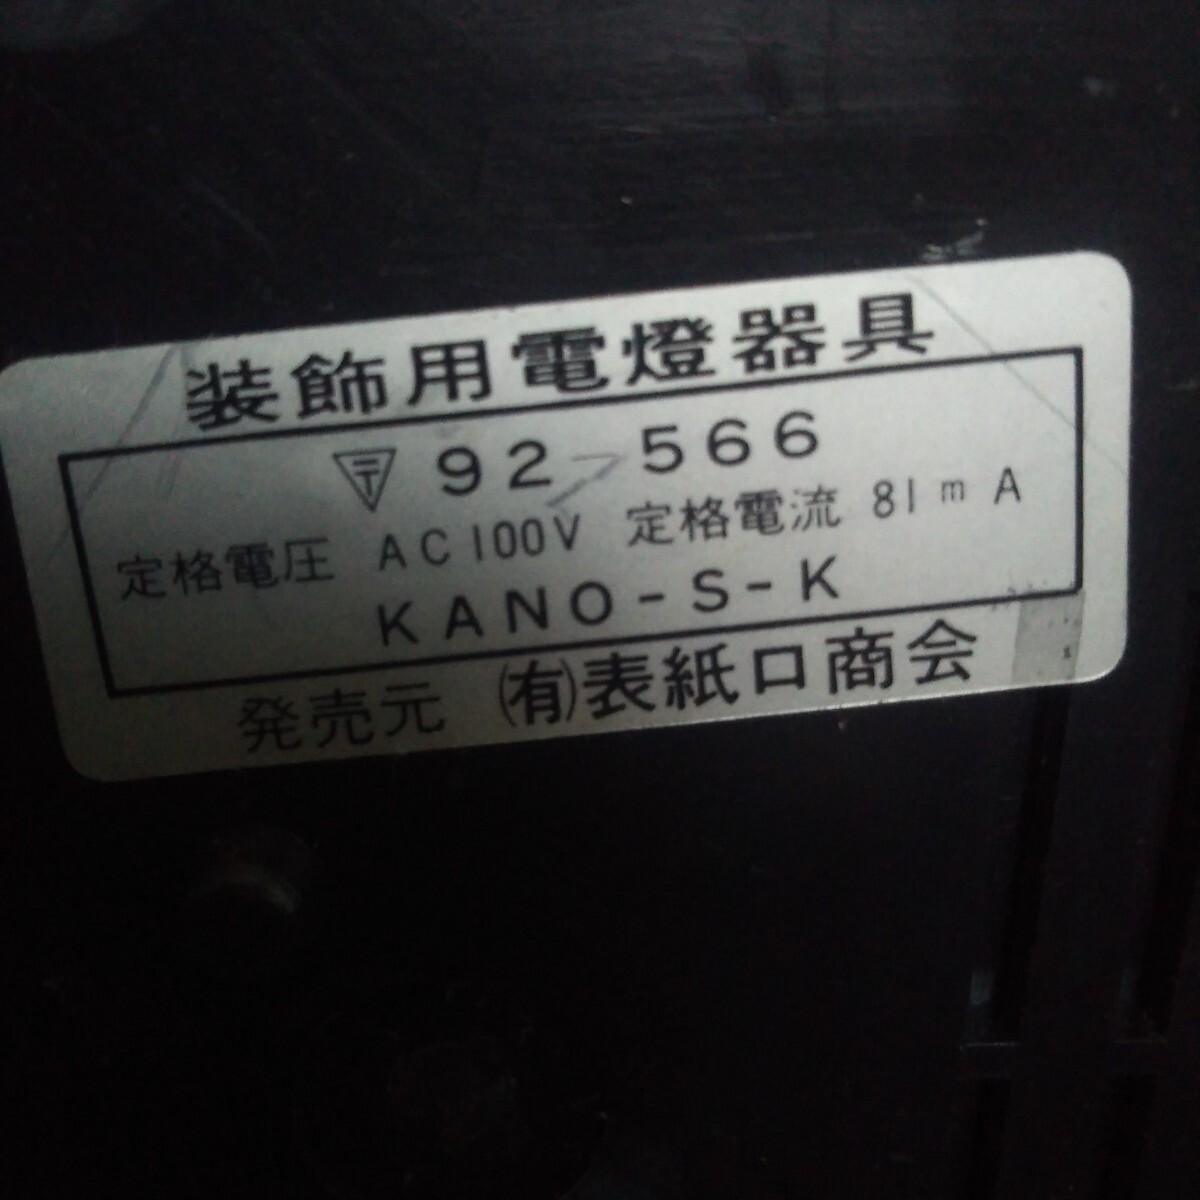 装飾用電燈器具
〒 92-566
定格電圧 AC100V 定格電流 81mA
KANO-S-K
発売元 (有)表紙口商会